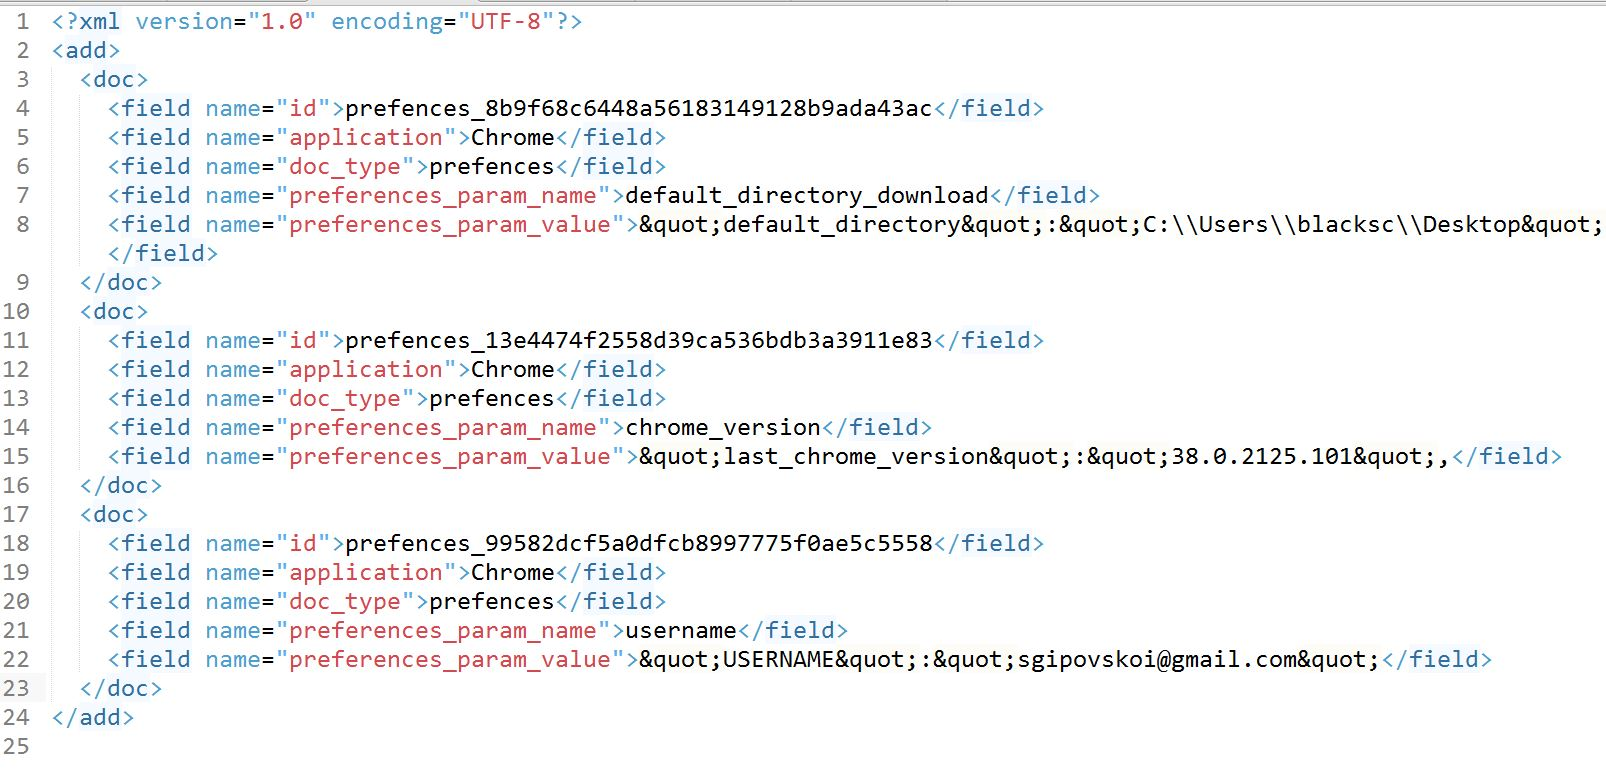 1 <?xml version="1.0" encoding="UTF-8"?>
2 <add>
3 <doc>
4 <field name="id">prefences_8b9f68c6448a56183149128b9ada43ac</field>
5 <field name="application">Chrome</field>
6 <field name="doc_type">prefences</field>
7 <field name="preferences_param_name">default_directory_download</field>
8 <field name="preferences_param_value">&quot;default_directory&quot;:&quot;C:\\Users\\blacksc\\Desktop&quot;
</field>
9 </doc>
10 <doc>
11 <field name="id">prefences_13e4474f2558d39ca536bdb3a3911e83</field>
12 <field name="application">Chrome</field>
13 <field name="doc_type">prefences</field>
14 <field name="preferences_param_name">chrome_version</field>
15 <field name="preferences_param_value">&quot;last_chrome_version&quot;:&quot;38.0.2125.101&quot;,</field>
16 </doc>
17 <doc>
18 <field name="id">prefences_99582dcf5a0dfcb8997775f0ae5c5558</field>
19 <field name="application">Chrome</field>
20 <field name="doc_type">prefences</field>
21 <field name="preferences_param_name">username</field>
22 <field name="preferences_param_value">&quot;USERNAME&quot;:&quot;sgipovskoi@gmail.com&quot;</field>
23 </doc>
24 </add>
25